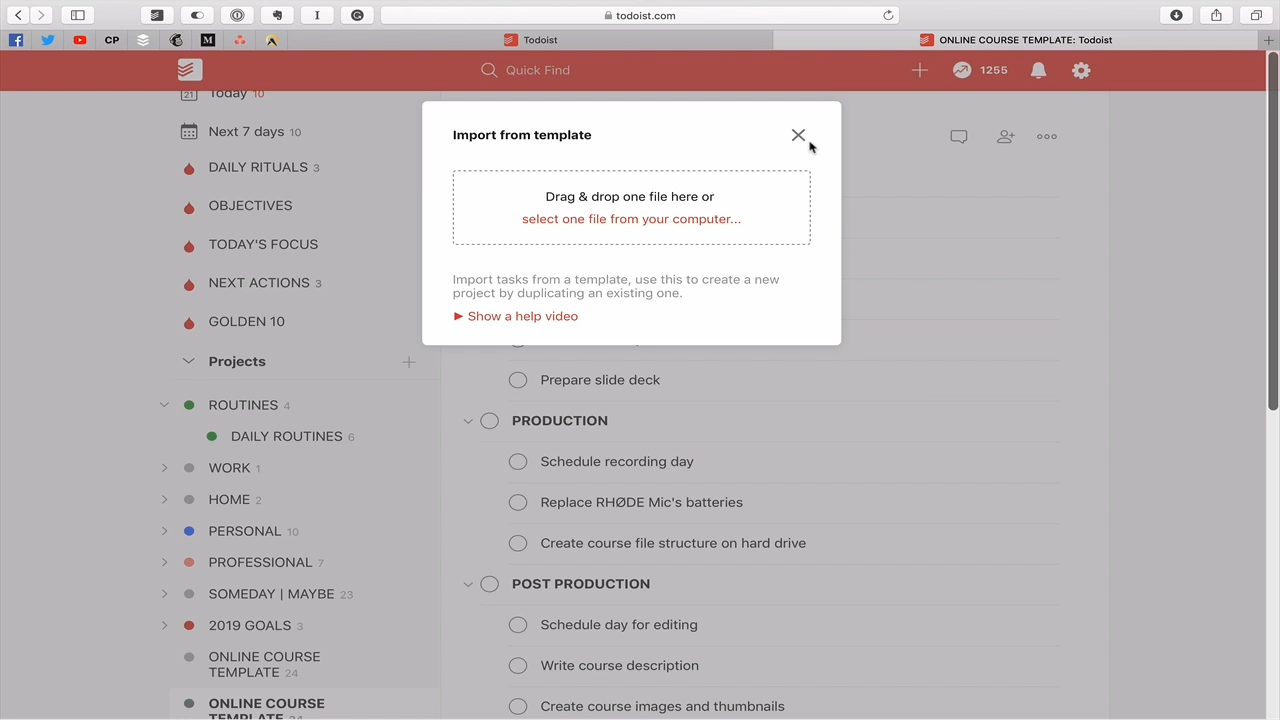 todoist.com
CP
M
Todoist
ONLINE COURSE TEMPLATE: Todoist
Quick Find
1255
Today 10
21
Next 7 days 10
DAILY RITUALS 3
OBJECTIVES
TODAY'S FOCUS
NEXT ACTIONS 3
GOLDEN 10
Projects
ROUTINES 4
DAILY ROUTINES 6
WORK 1
HOME 2
PERSONAL 10
PROFESSIONAL 7
SOMEDAY | MAYBE 23
2019 GOALS 3
ONLINE COURSE
TEMPLATE 24
ONLINE COURSE
TEMPLATE 24
Import from template
Drag & drop one file here or
select one file from your computer...
Import tasks from a template, use this to create a new
project by duplicating an existing one.
Show a help video
Prepare slide deck
PRODUCTION
Schedule recording day
Replace RHØDE Mic's batteries
Create course file structure on hard drive
POST PRODUCTION
Schedule day for editing
Write course description
Create course images and thumbnails